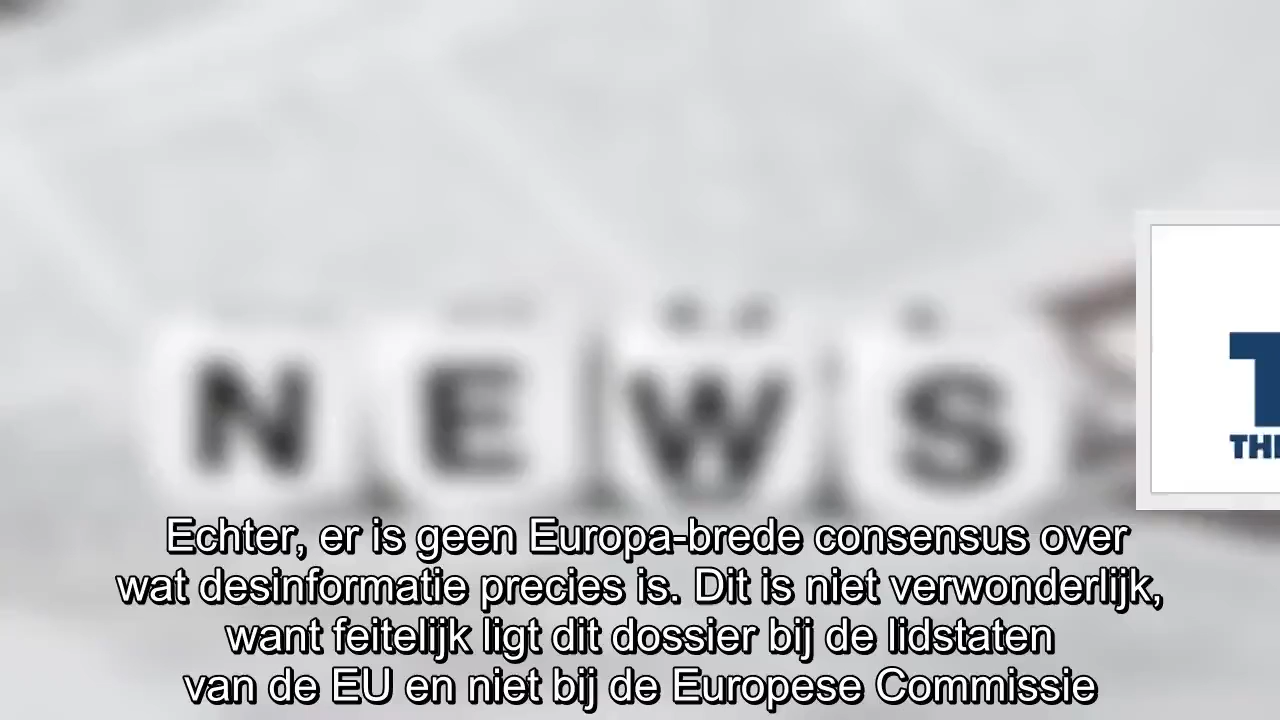 NEWS
T
THE
Echter, er is geen Europa-brede consensus over
wat desinformatie precies is. Dit is niet verwonderlijk,
want feitelijk ligt dit dossier bij de lidstaten
van de EU en niet bij de Europese Commissie